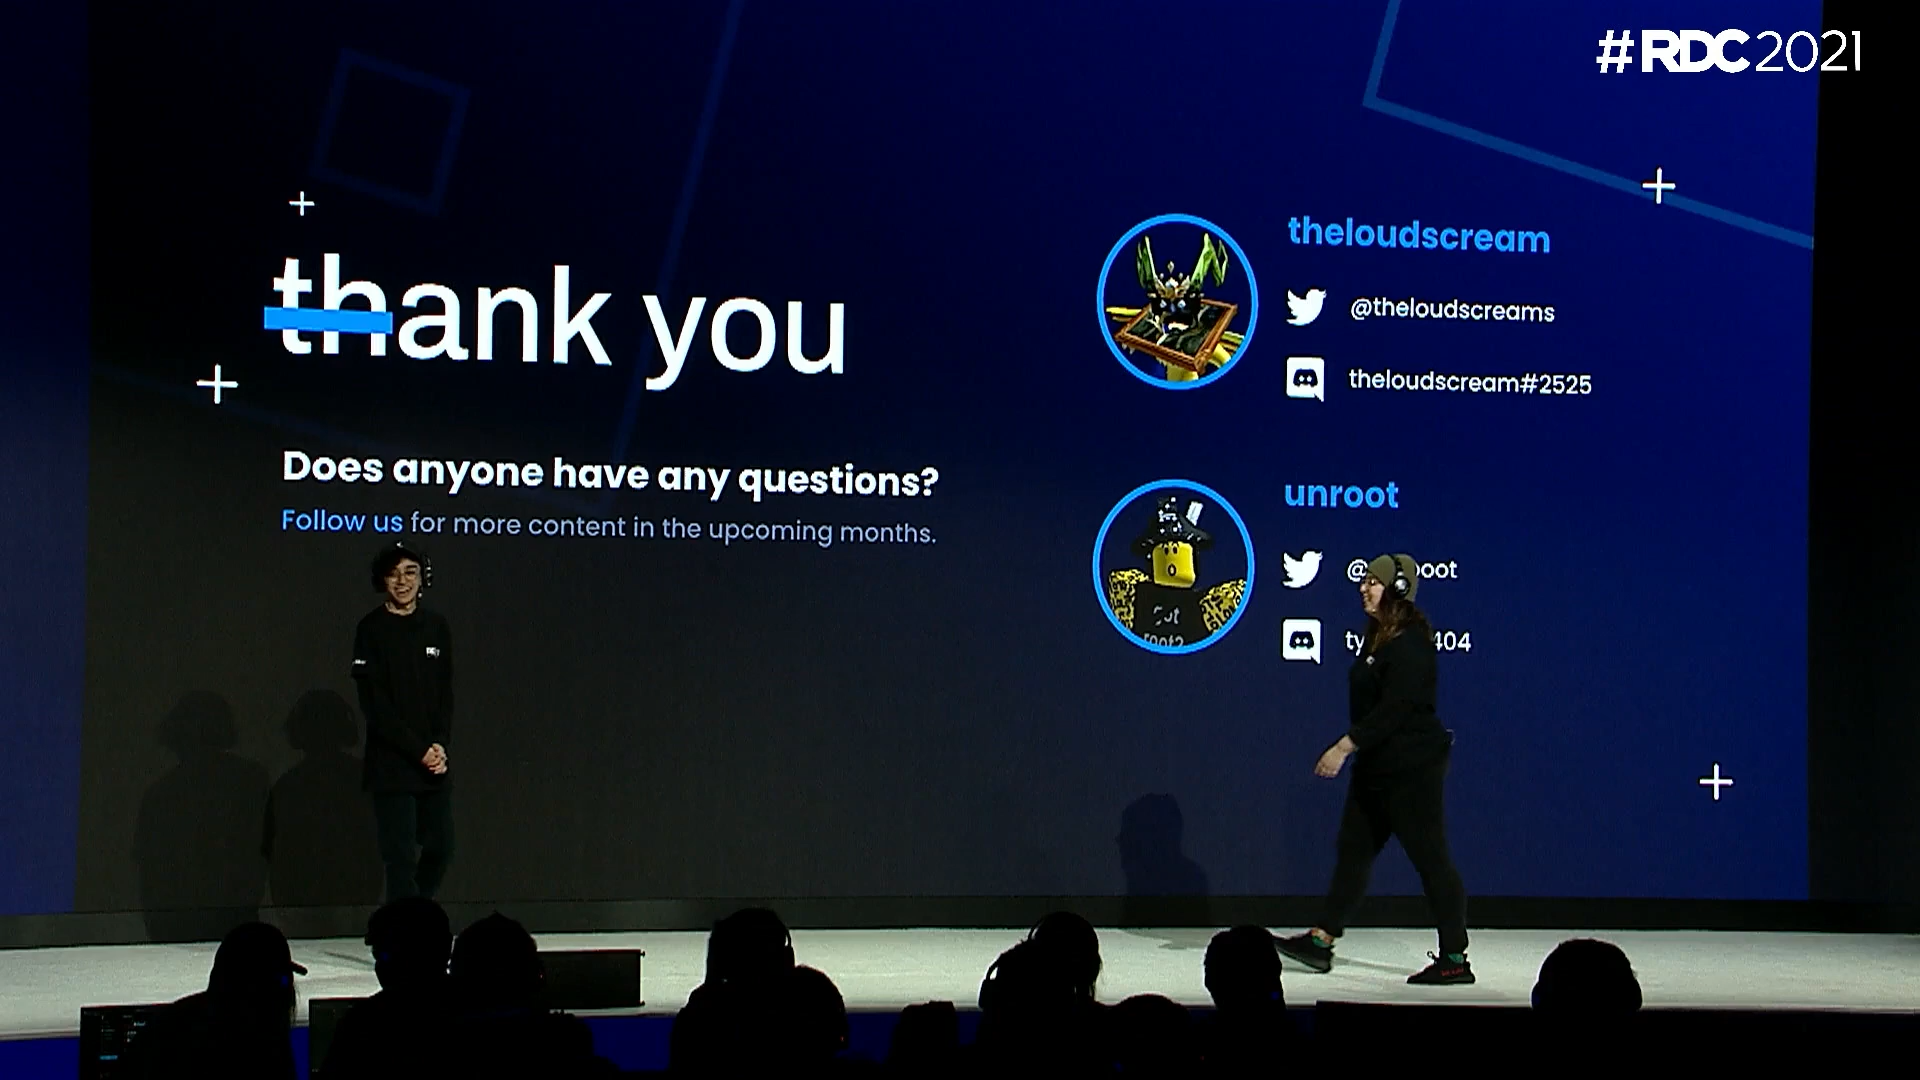 #RDC2021
thank you
Does anyone have any questions?
Follow us for more content in the upcoming months.
theloudscream
@theloudscreams
theloudscream#2525
unroot